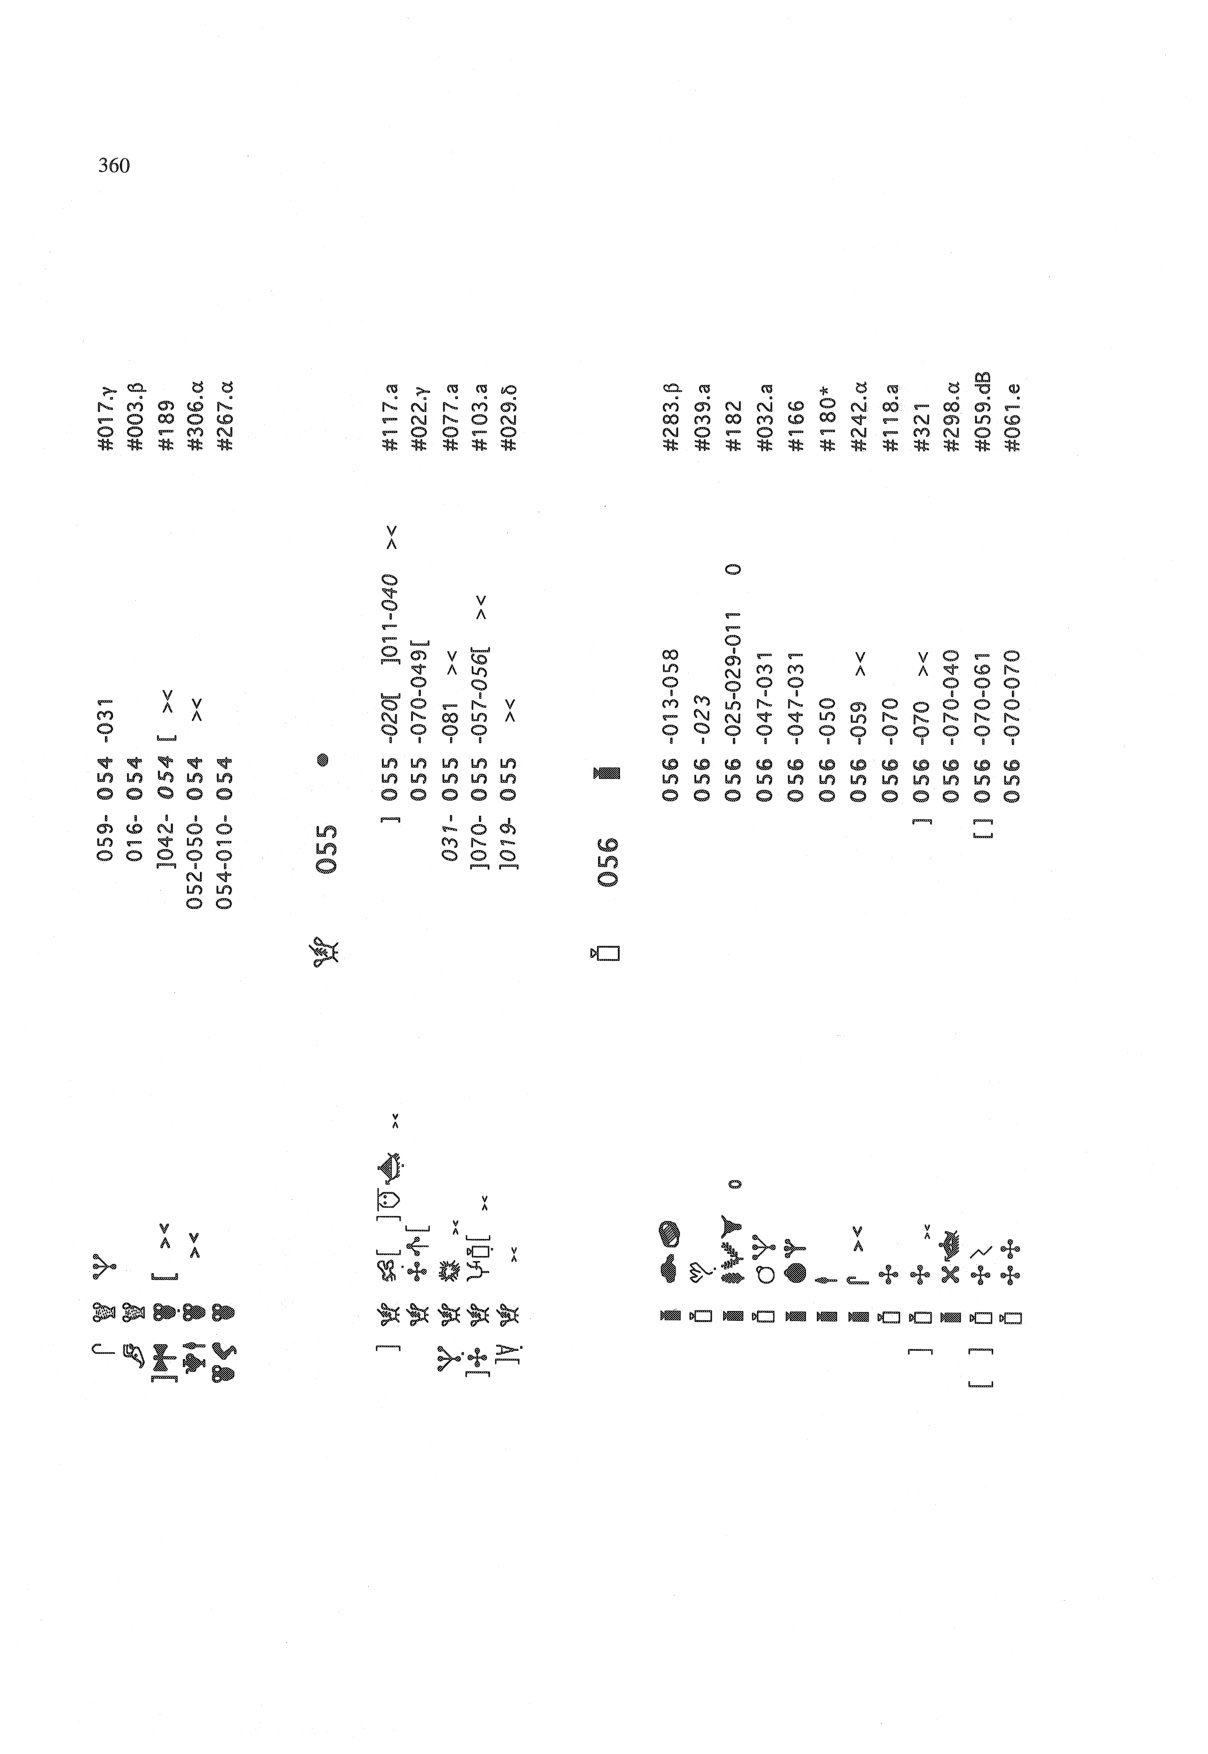 360
059- 054 -031 #017.γ
016- 054 #003.β
]042- 054 [ >< #189
052-050- 054 >< #306.α
054-010- 054 #267.α
055 ●
] 055 -020[ ]011-040 >< #117.a
055 -070-049[ #022.γ
031- 055 -081 >< #077.a
]070- 055 -057-056[ >< #103.a
]019- 055 >< #029.δ
056
056 -013-058 #283.β
056 -023 #039.a
056 -025-029-011 0 #182
056 -047-031 #032.a
056 -047-031 #166
056 -050 #180*
056 -059 >< #242.α
056 -070 #118.a
] 056 -070 >< #321
056 -070-040 #298.α
[ ] 056 -070-061 #059.dB
056 -070-070 #061.e